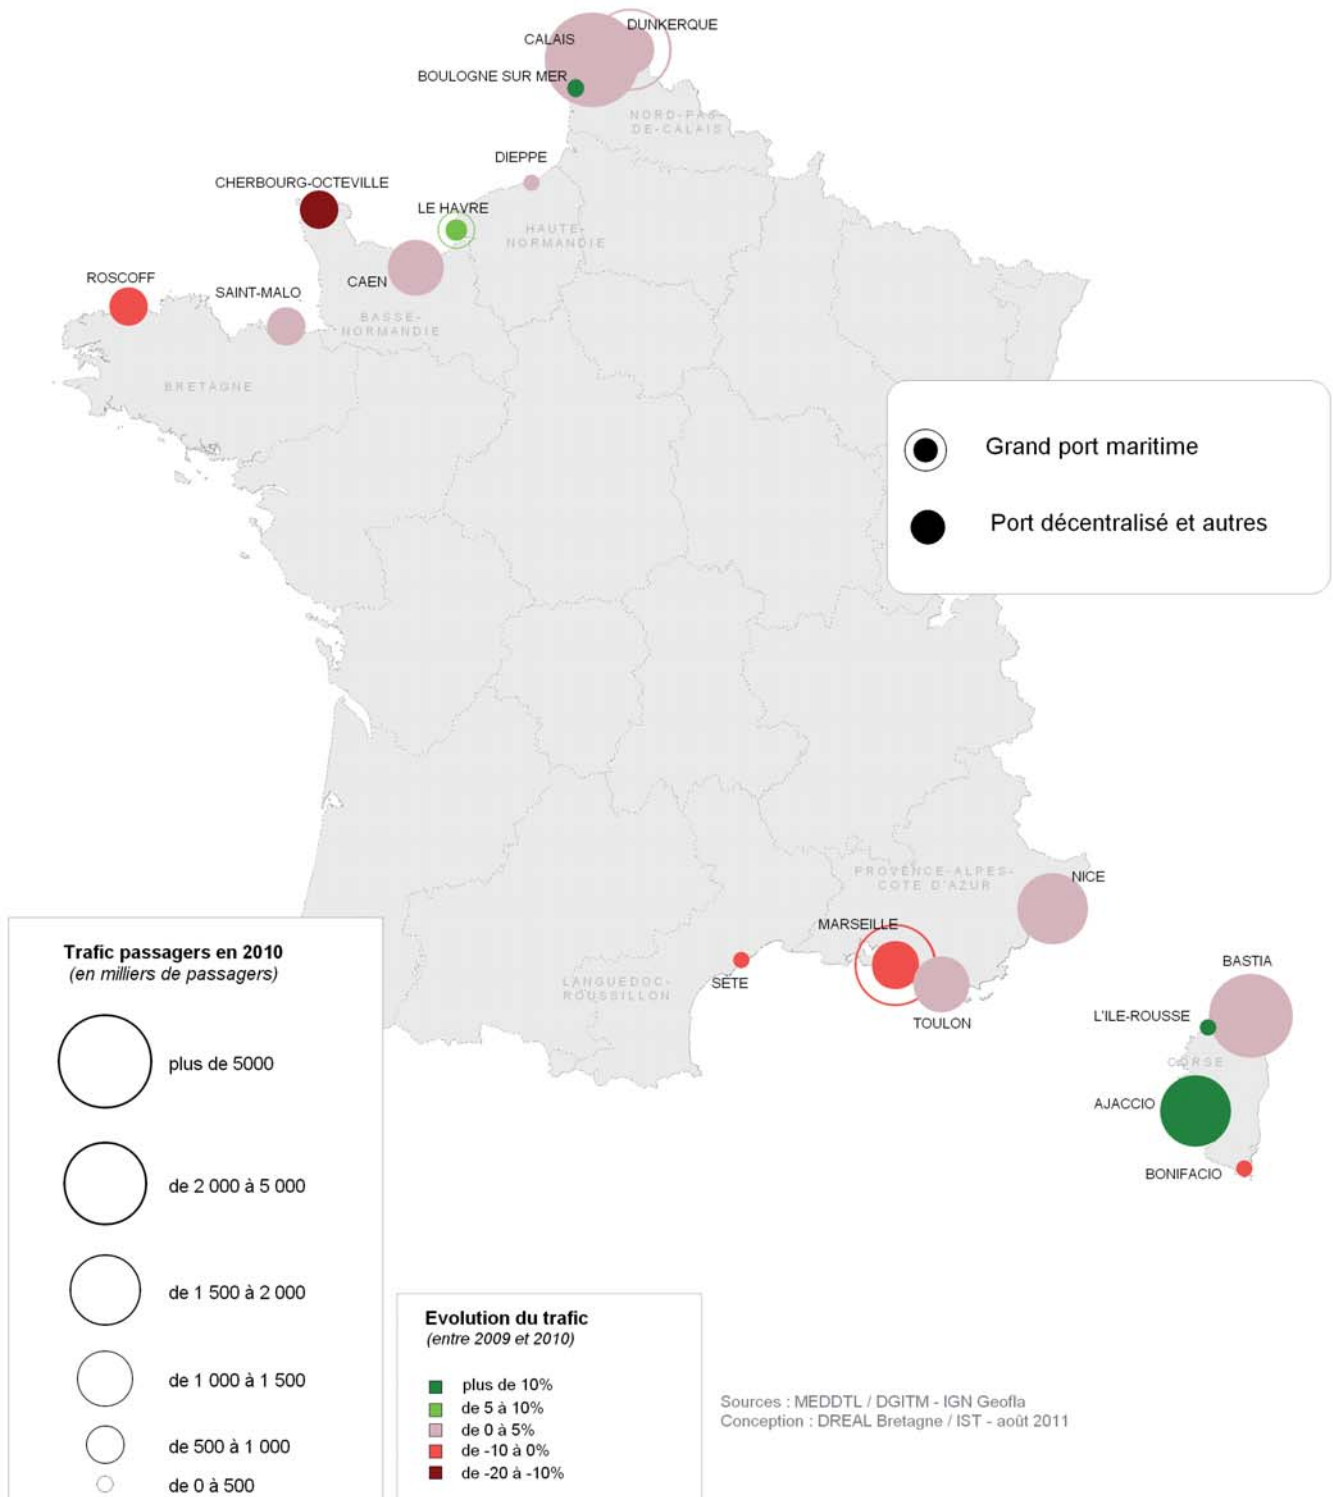 DUNKERQUE
CALAIS
BOULOGNE SUR MER
NORD-PAS-
DE-CALAIS
DIEPPE
CHERBOURG-OCTEVILLE
LE HAVRE
HAUTE-
NORMANDIE
ROSCOFF
SAINT-MALO
CAEN
BASSE-
NORMANDIE
BRETAGNE
Grand port maritime
Port décentralisé et autres
PROVENCE-ALPES-
COTE D'AZUR
NICE
MARSEILLE
SETE
LANGUEDOC-
ROUSSILLON
TOULON
BASTIA
L'ILE-ROUSSE
CORSE
AJACCIO
BONIFACIO
Trafic passagers en 2010
(en milliers de passagers)
plus de 5000
de 2 000 à 5 000
de 1 500 à 2 000
de 1 000 à 1 500
de 500 à 1 000
de 0 à 500
Evolution du trafic
(entre 2009 et 2010)
plus de 10%
de 5 à 10%
de 0 à 5%
de -10 à 0%
de -20 à -10%
Sources : MEDDTL / DGITM - IGN Geofla
Conception : DREAL Bretagne / IST - août 2011